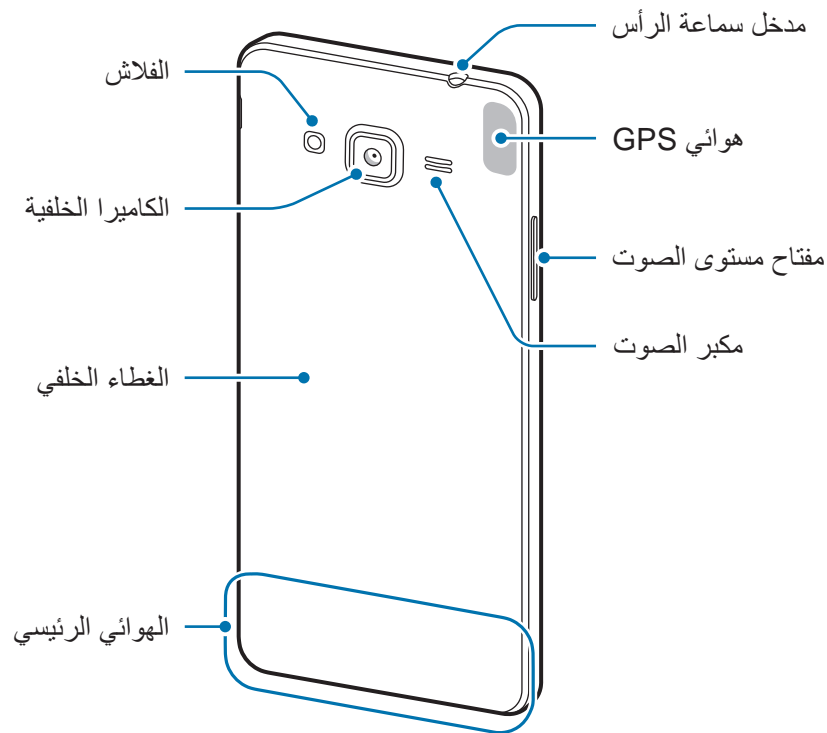 مدخل سماعة الرأس
الفلاش
هوائي GPS
الكاميرا الخلفية
مفتاح مستوى الصوت
مكبر الصوت
الغطاء الخلفي
الهوائي الرئيسي